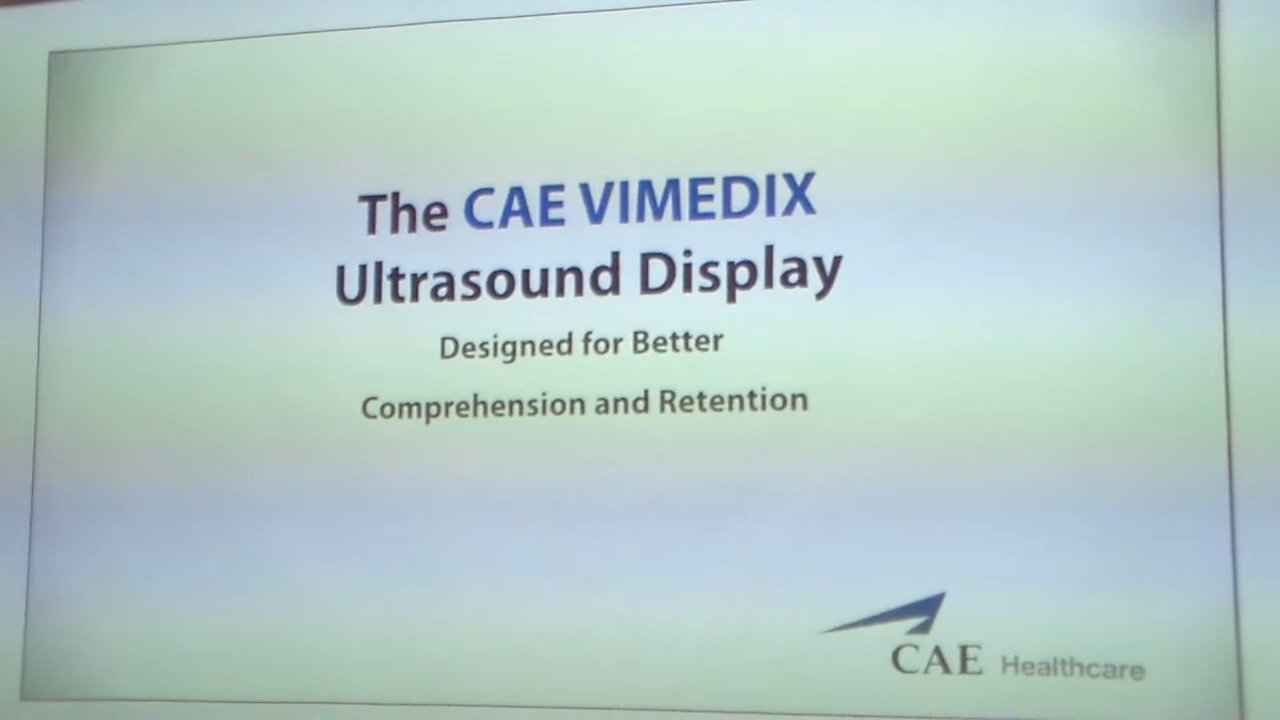 The CAE VIMEDIX
Ultrasound Display
Designed for Better
Comprehension and Retention
CAE Healthcare